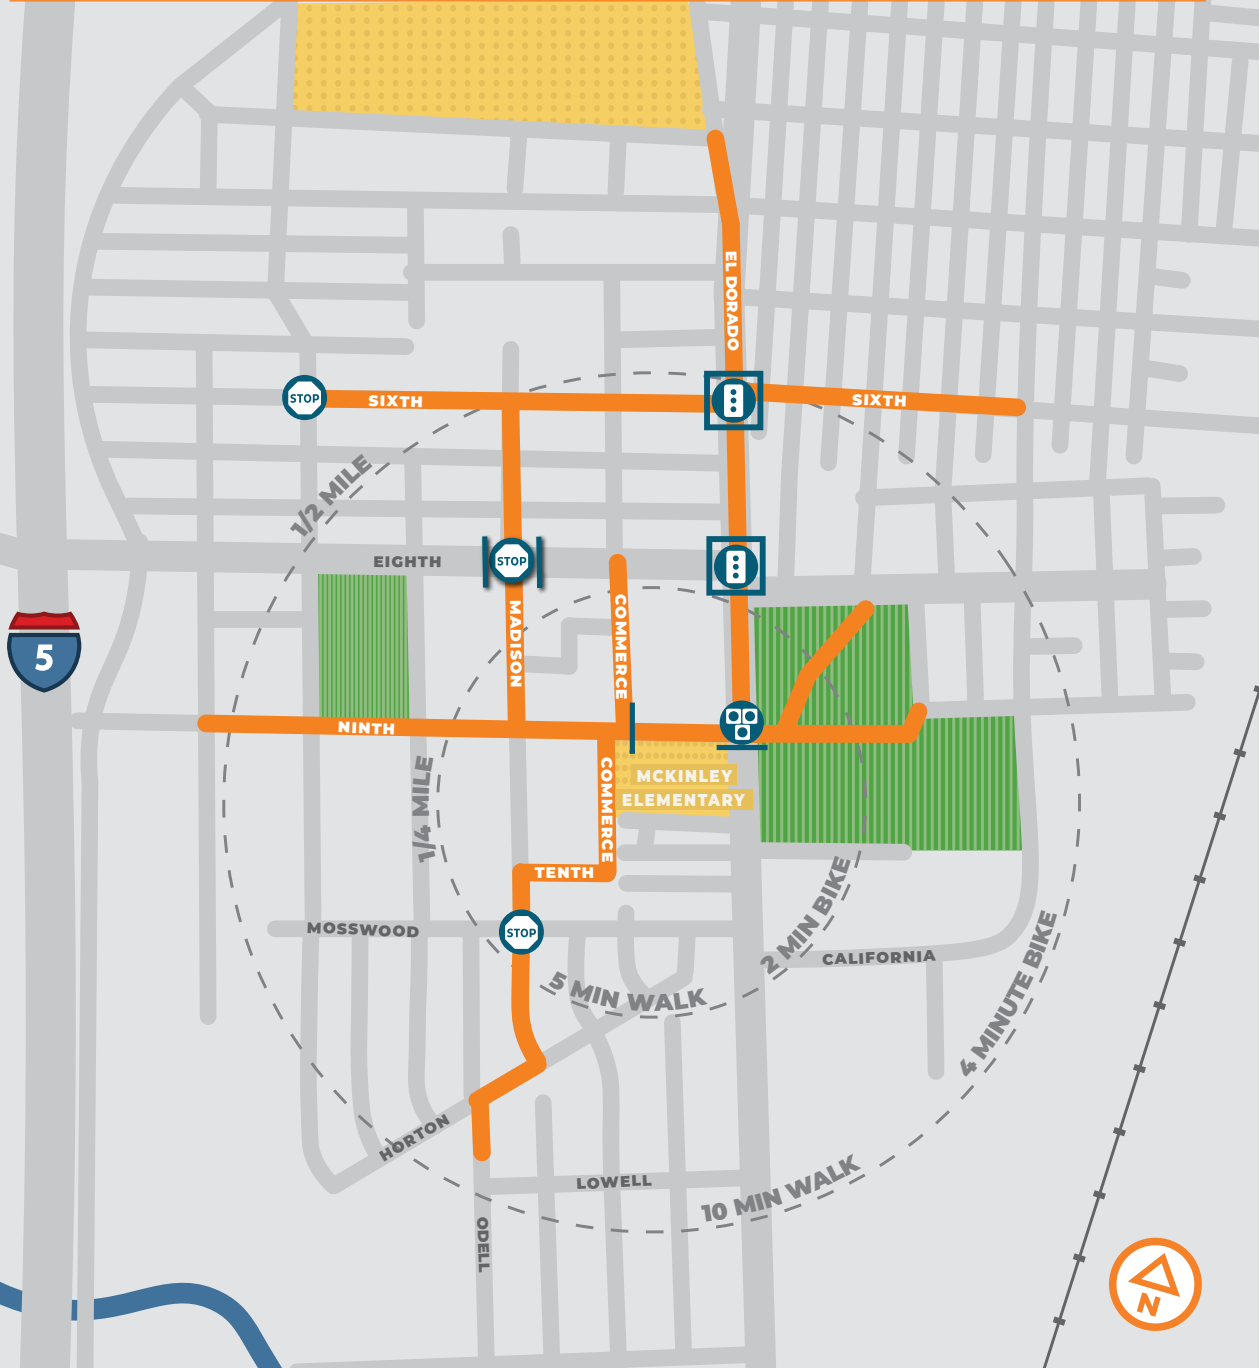 EL DORADO
STOP
SIXTH
SIXTH
1/2 MILE
EIGHTH
STOP
MADISON
COMMERCE
5
NINTH
MCKINLEY
ELEMENTARY
COMMERCE
1/4 MILE
TENTH
MOSSWOOD
STOP
2 MIN BIKE
CALIFORNIA
5 MIN WALK
4 MINUTE BIKE
HORTON
LOWELL
10 MIN WALK
ODELL
N